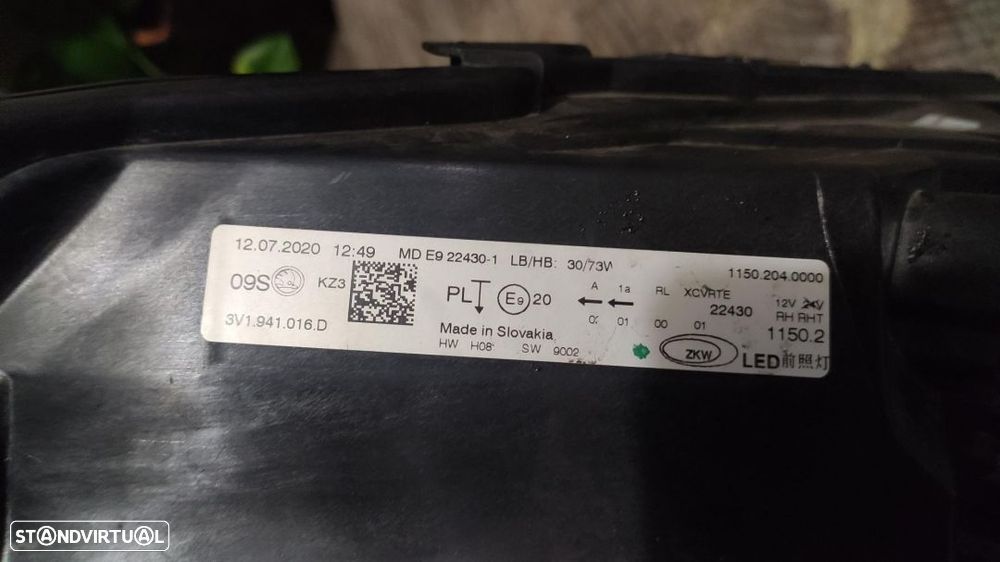 12.07.2020 12:49 MD E9 22430-1 LB/HB: 30/73W 1150.204.0000
09S KZ3 PL E9 20 A 1a RL XCVRTE 22430 12V 24V
RH RHT
3V1.941.016.D Made in Slovakia 01 00 01 1150.2
HW H08 SW 9002 ZKW LED前照灯
STANDVIRTUAL